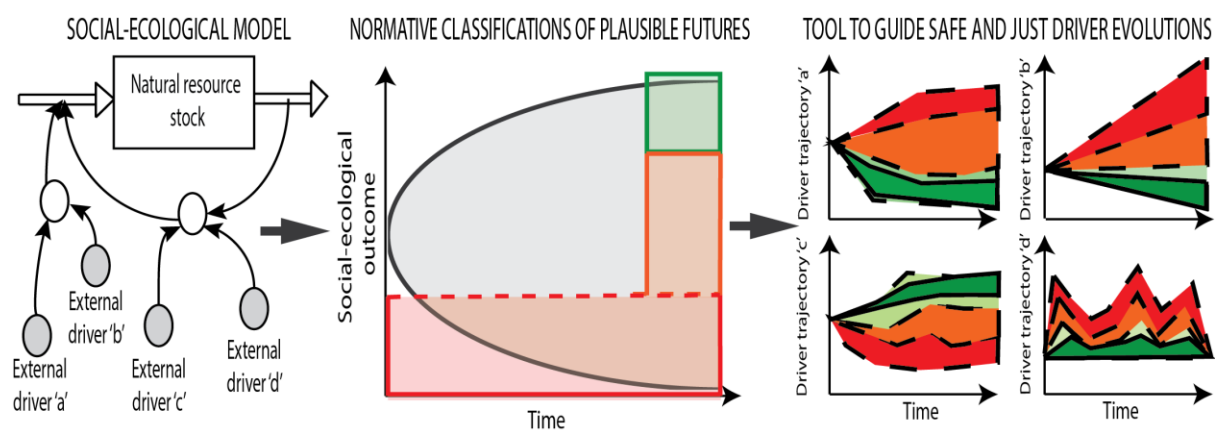 SOCIAL-ECOLOGICAL MODEL
Natural resource
stock
External
driver 'b'
External
driver 'a'
External
driver 'c'
External
driver 'd'
NORMATIVE CLASSIFICATIONS OF PLAUSIBLE FUTURES
Social-ecological
outcome
Time
TOOL TO GUIDE SAFE AND JUST DRIVER EVOLUTIONS
Driver trajectory 'a'
Driver trajectory 'b'
Driver trajectory 'c'
Driver trajectory 'd'
Time
Time